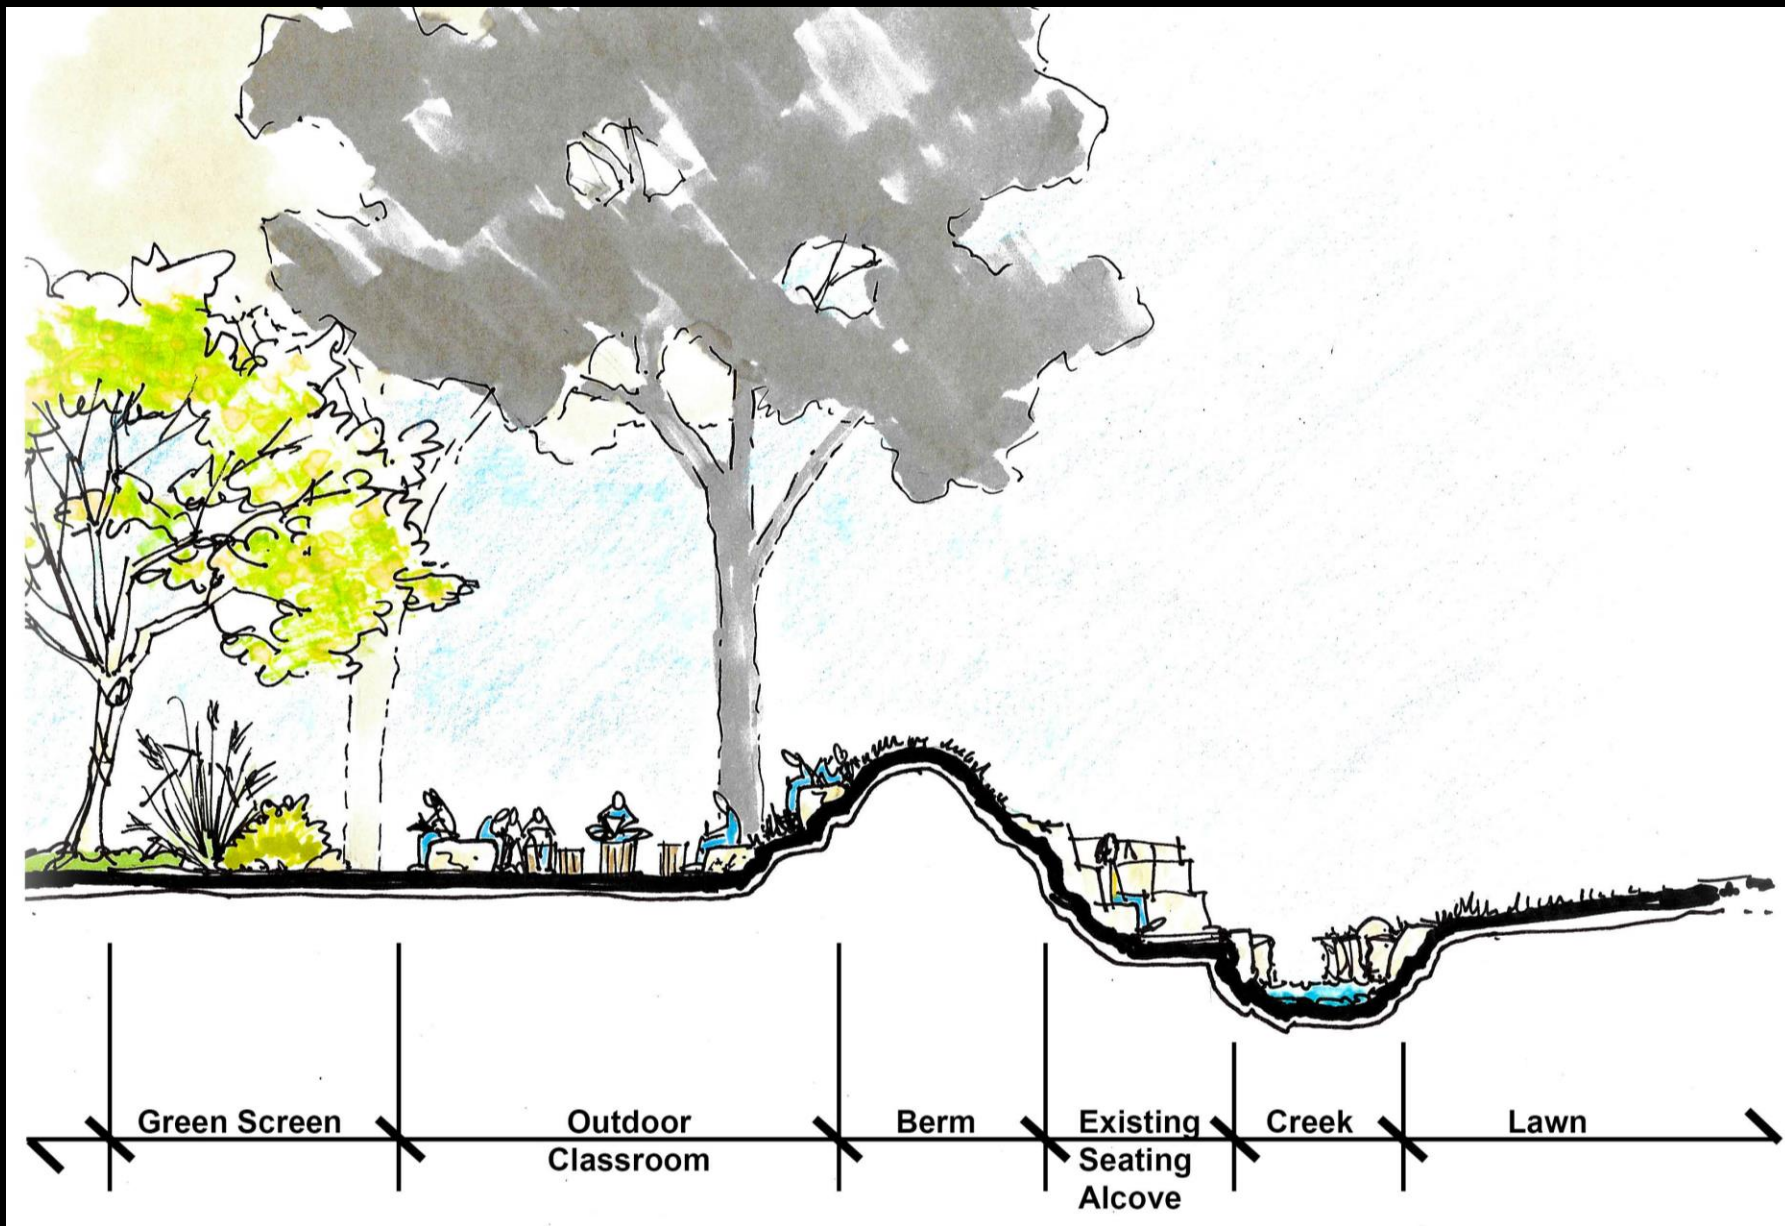 Green Screen
Outdoor
Classroom
Berm
Existing
Seating
Alcove
Creek
Lawn